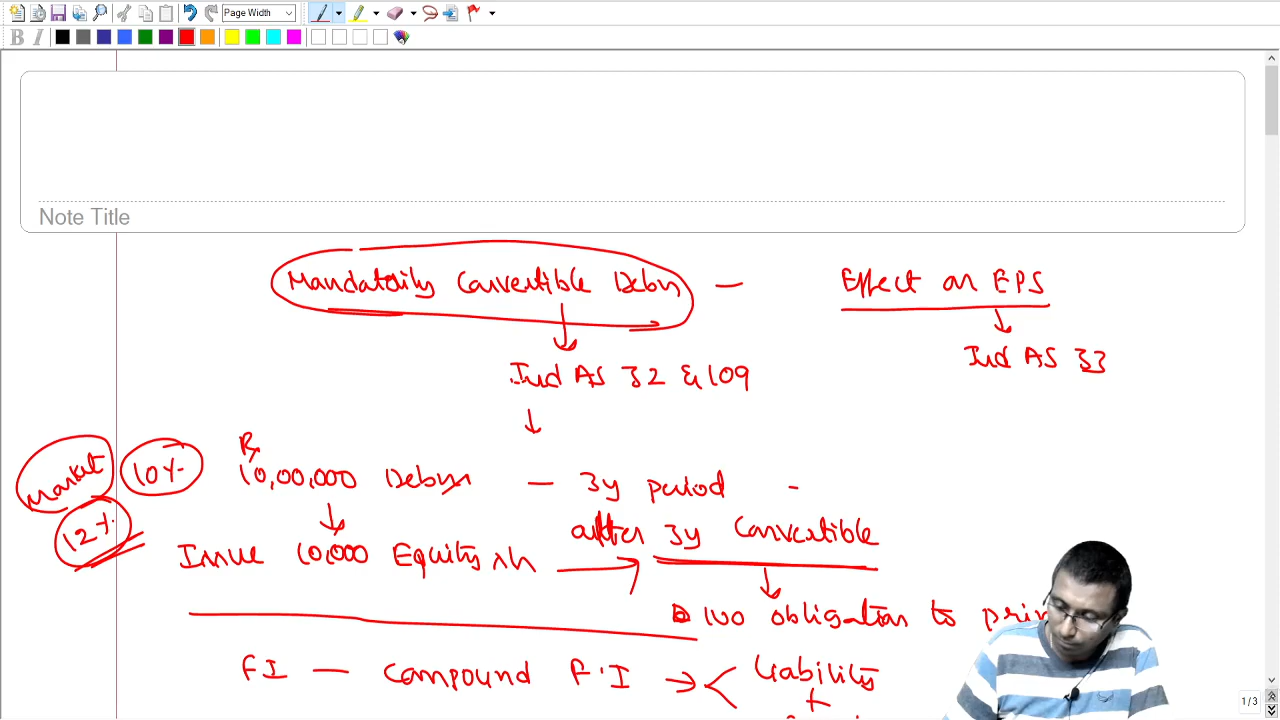 Page Width
B I
Note Title
Mandatorily Convertible Debn — Effect on EPS
Ind AS 32 & 109
Ind AS 33
Market 10%
12%
Rs
10,00,000 Debn — 3y period -
after 3y Convertible
Issue 10,000 Equity sh
No obligation to prin
FI — compound F.I → Liability
+
1/3